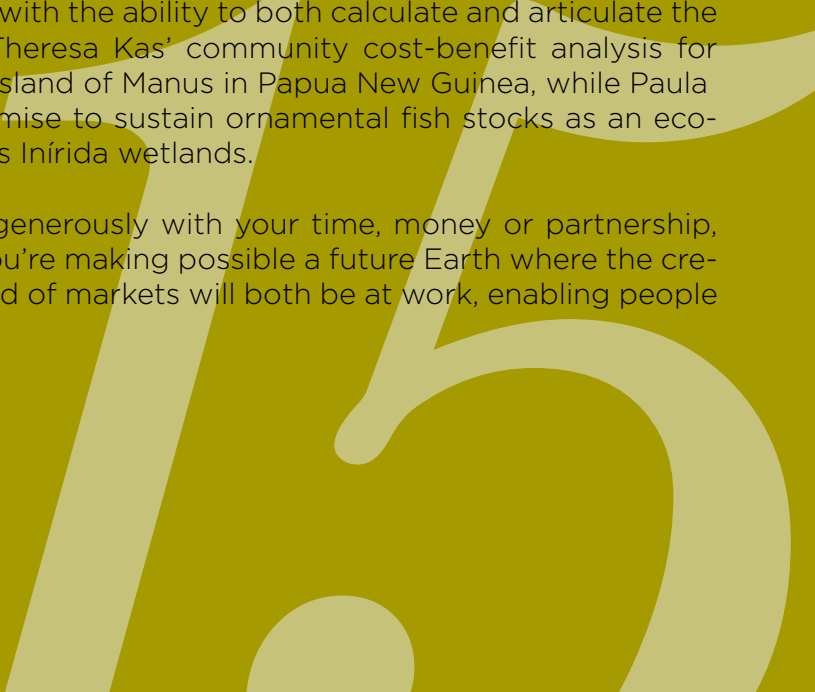 with the ability to both calculate and articulate the
Theresa Kas’ community cost-benefit analysis for
island of Manus in Papua New Guinea, while Paula
mise to sustain ornamental fish stocks as an eco-
s Inírida wetlands.
generously with your time, money or partnership,
ou’re making possible a future Earth where the cre-
d of markets will both be at work, enabling people
15